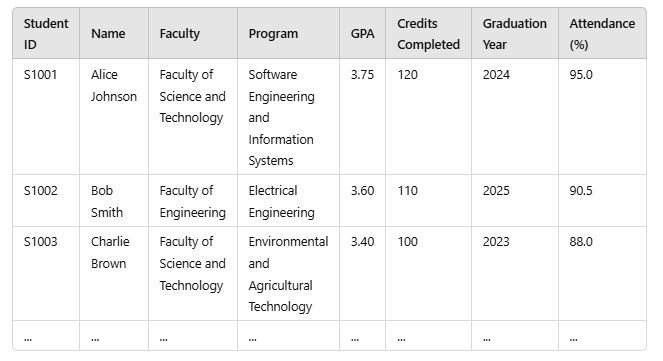 Student ID Name Faculty Program GPA Credits Completed Graduation Year Attendance (%)
S1001 Alice Johnson Faculty of Science and Technology Software Engineering and Information Systems 3.75 120 2024 95.0
S1002 Bob Smith Faculty of Engineering Electrical Engineering 3.60 110 2025 90.5
S1003 Charlie Brown Faculty of Science and Technology Environmental and Agricultural Technology 3.40 100 2023 88.0
... ... ... ... ... ... ... ...